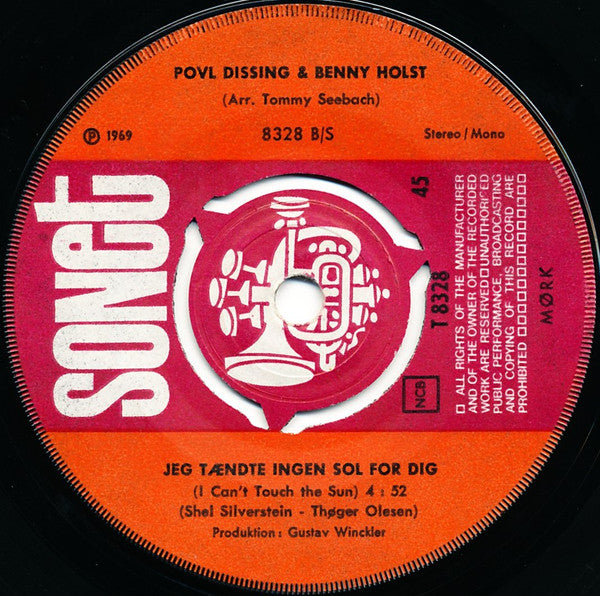 POVL DISSING & BENNY HOLST
(Arr. Tommy Seebach)
Ⓟ 1969
8328 B/S
Stereo/Mono
SONET
45
T 8328
NCB
□ ALL RIGHTS OF THE MANUFACTURER
AND OF THE OWNER OF THE RECORDED
WORK ARE RESERVED□UNAUTHORISED
PUBLIC PERFORMANCE, BROADCASTING
AND COPYING OF THIS RECORD ARE
PROHIBITED □□□□□□□□□□□□
MØRK
JEG TÆNDTE INGEN SOL FOR DIG
(I Can't Touch the Sun) 4 : 52
(Shel Silverstein - Thøger Olesen)
Produktion: Gustav Winckler